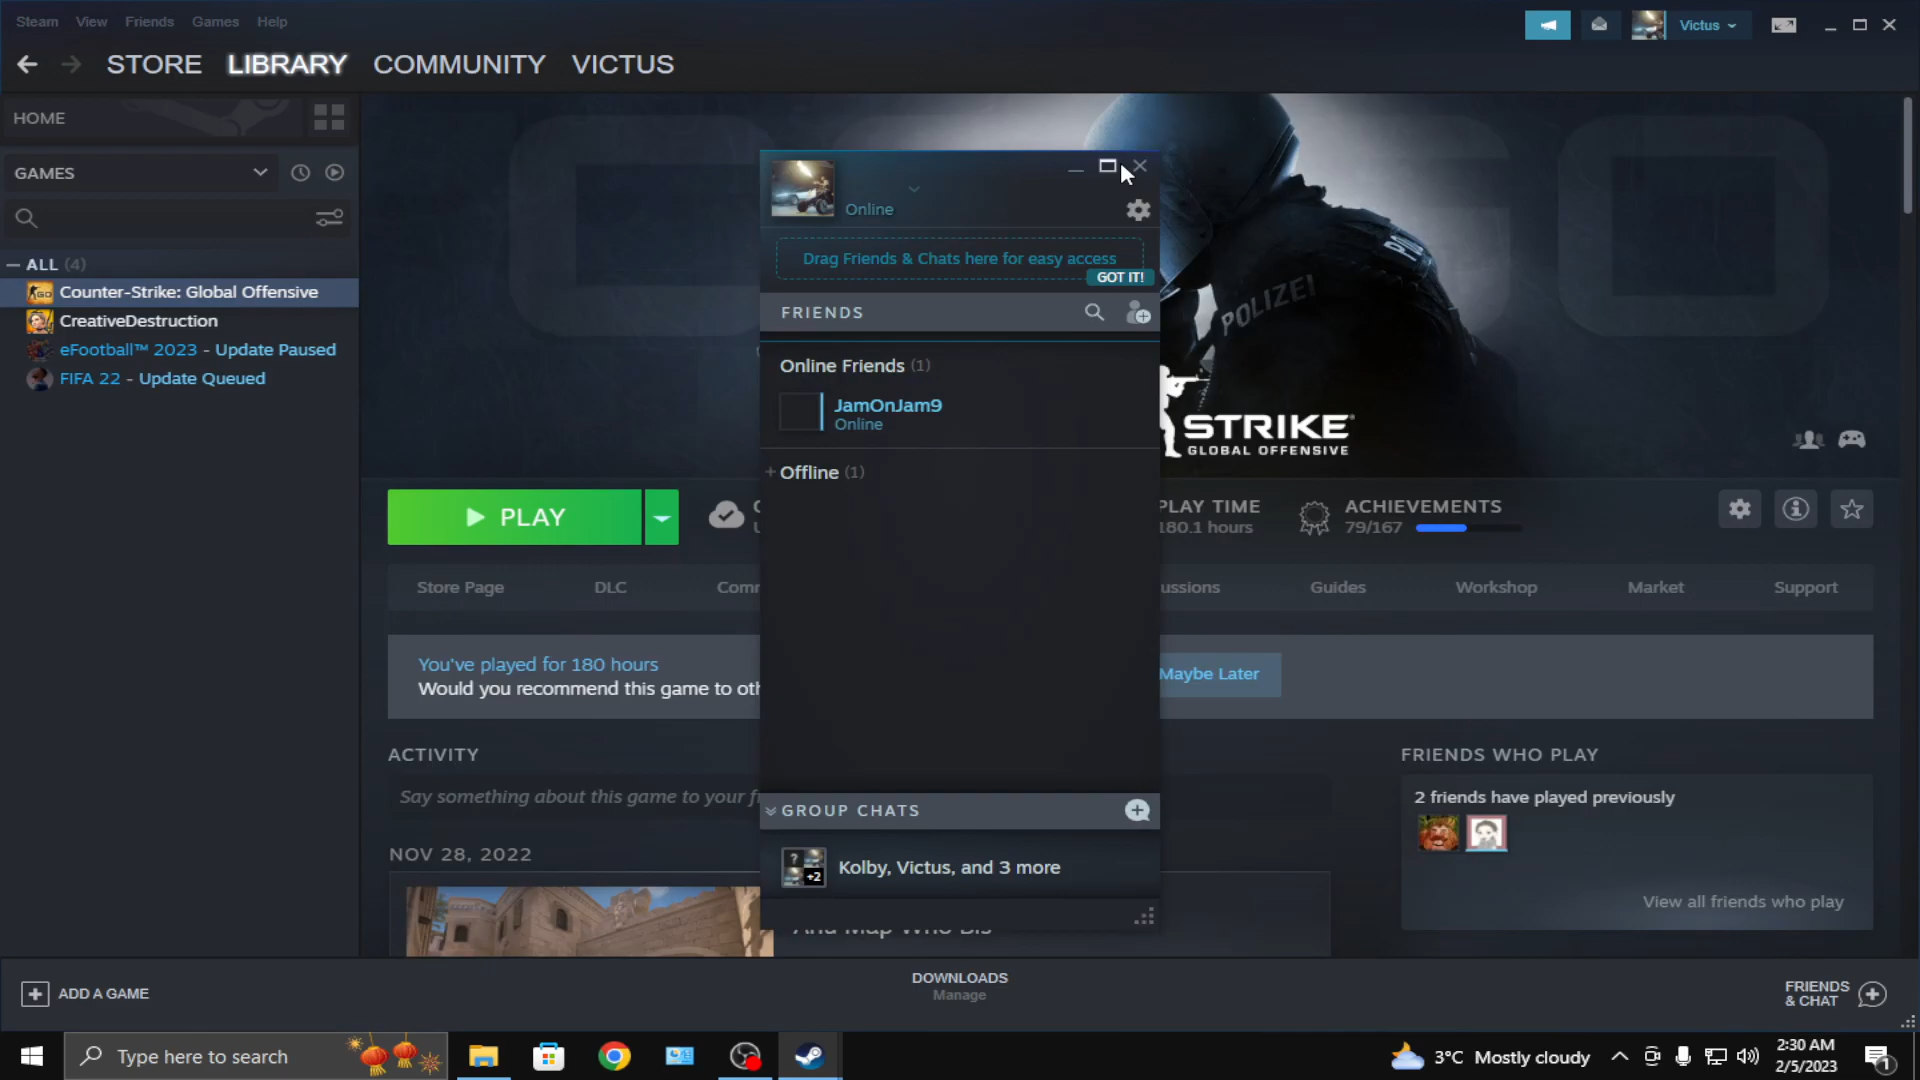 Steam View Friends Games Help
Victus
STORE LIBRARY COMMUNITY VICTUS
HOME
GAMES
ALL (4)
Counter-Strike: Global Offensive
CreativeDestruction
eFootball™ 2023 - Update Paused
FIFA 22 - Update Queued
POLIZEI
STRIKE
GLOBAL OFFENSIVE
Online
Drag Friends & Chats here for easy access
GOT IT!
FRIENDS
Online Friends (1)
JamOnJam9
Online
+ Offline (1)
GROUP CHATS
? +2
Kolby, Victus, and 3 more
PLAY
PLAY TIME
180.1 hours
ACHIEVEMENTS
79/167
Store Page DLC Comm ussions Guides Workshop Market Support
You've played for 180 hours
Would you recommend this game to oth
Maybe Later
ACTIVITY
Say something about this game to your fr
NOV 28, 2022
FRIENDS WHO PLAY
2 friends have played previously
View all friends who play
ADD A GAME
DOWNLOADS
Manage
FRIENDS
& CHAT
Type here to search
3°C Mostly cloudy
2:30 AM
2/5/2023
1